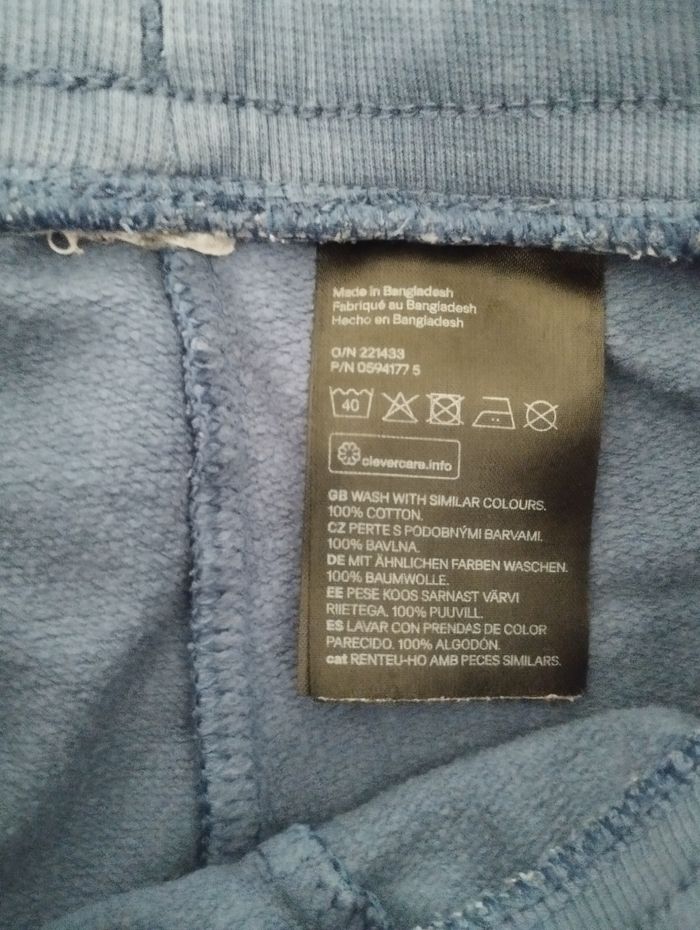 Made in Bangladesh
Fabriqué au Bangladesh
Hecho en Bangladesh
O/N 221433
P/N 0594177 5
40
clevercare.info
GB WASH WITH SIMILAR COLOURS.
100% COTTON.
CZ PERTE S PODOBNÝMI BARVAMI.
100% BAVLNA.
DE MIT ÄHNLICHEN FARBEN WASCHEN.
100% BAUMWOLLE.
EE PESE KOOS SARNAST VÄRVI
RIIETEGA. 100% PUUVILL.
ES LAVAR CON PRENDAS DE COLOR
PARECIDO. 100% ALGODÓN.
cat RENTEU-HO AMB PECES SIMILARS.